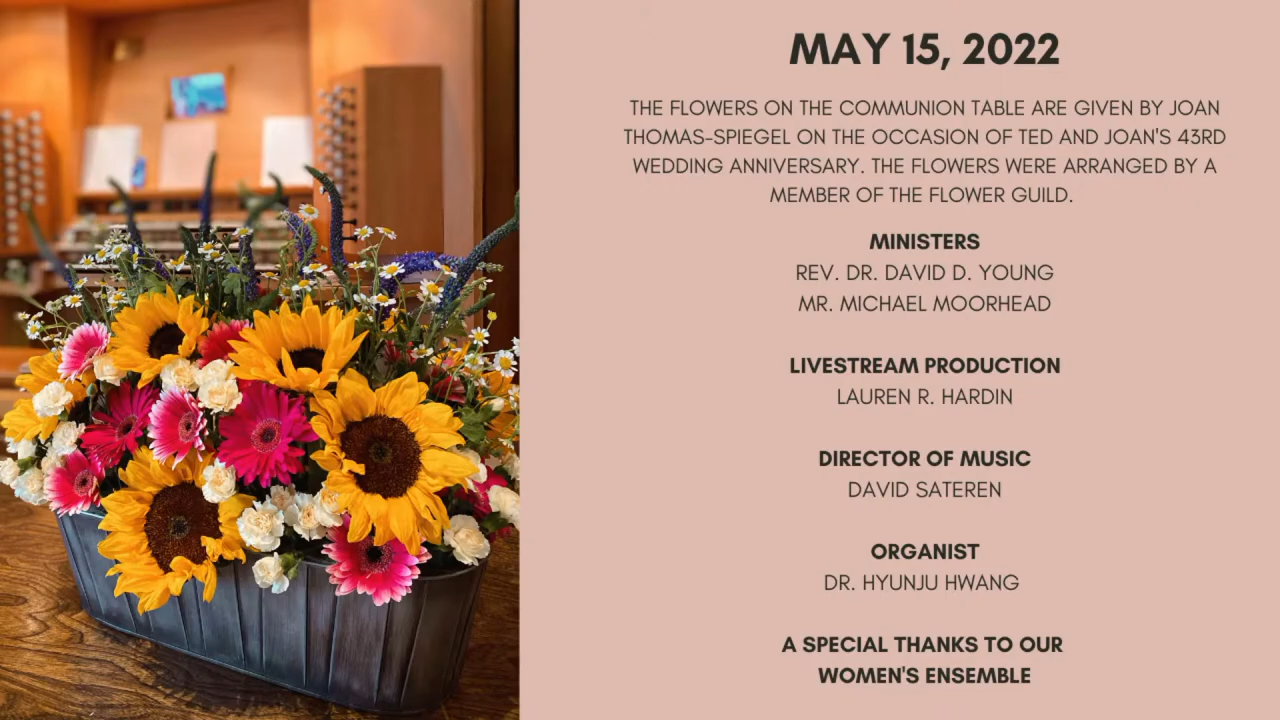 MAY 15, 2022
THE FLOWERS ON THE COMMUNION TABLE ARE GIVEN BY JOAN
THOMAS-SPIEGEL ON THE OCCASION OF TED AND JOAN'S 43RD
WEDDING ANNIVERSARY. THE FLOWERS WERE ARRANGED BY A
MEMBER OF THE FLOWER GUILD.
MINISTERS
REV. DR. DAVID D. YOUNG
MR. MICHAEL MOORHEAD
LIVESTREAM PRODUCTION
LAUREN R. HARDIN
DIRECTOR OF MUSIC
DAVID SATEREN
ORGANIST
DR. HYUNJU HWANG
A SPECIAL THANKS TO OUR
WOMEN'S ENSEMBLE